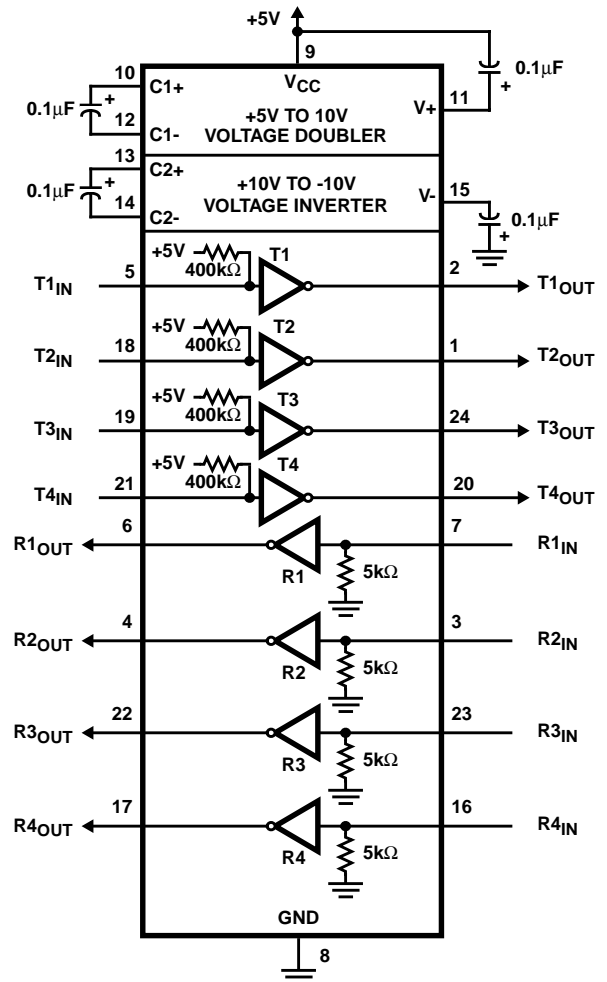 +5V
9
10
C1+
VCC
0.1µF
+
0.1µF
+
V+
11
12
C1-
+5V TO 10V
VOLTAGE DOUBLER
13
C2+
0.1µF
+
14
C2-
+10V TO -10V
VOLTAGE INVERTER
V-
15
0.1µF
+
T1IN
5
+5V
400kΩ
T1
2
T1OUT
T2IN
18
+5V
400kΩ
T2
1
T2OUT
T3IN
19
+5V
400kΩ
T3
24
T3OUT
T4IN
21
+5V
400kΩ
T4
20
T4OUT
R1OUT
6
R1
5kΩ
7
R1IN
R2OUT
4
R2
5kΩ
3
R2IN
R3OUT
22
R3
5kΩ
23
R3IN
R4OUT
17
R4
5kΩ
16
R4IN
GND
8